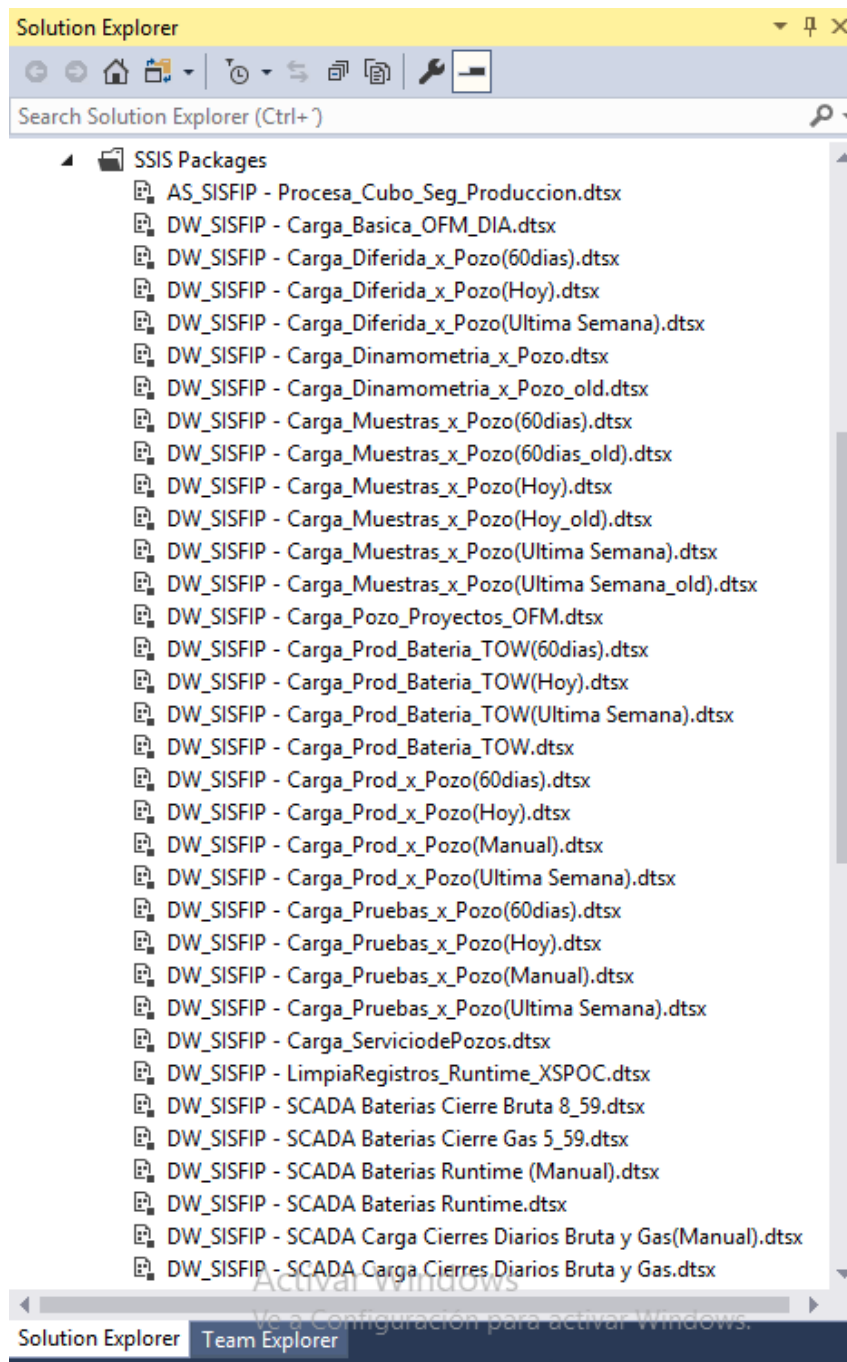 Solution Explorer
Search Solution Explorer (Ctrl+´)
SSIS Packages
AS_SISFIP - Procesa_Cubo_Seg_Produccion.dtsx
DW_SISFIP - Carga_Basica_OFM_DIA.dtsx
DW_SISFIP - Carga_Diferida_x_Pozo(60dias).dtsx
DW_SISFIP - Carga_Diferida_x_Pozo(Hoy).dtsx
DW_SISFIP - Carga_Diferida_x_Pozo(Ultima Semana).dtsx
DW_SISFIP - Carga_Dinamometria_x_Pozo.dtsx
DW_SISFIP - Carga_Dinamometria_x_Pozo_old.dtsx
DW_SISFIP - Carga_Muestras_x_Pozo(60dias).dtsx
DW_SISFIP - Carga_Muestras_x_Pozo(60dias_old).dtsx
DW_SISFIP - Carga_Muestras_x_Pozo(Hoy).dtsx
DW_SISFIP - Carga_Muestras_x_Pozo(Hoy_old).dtsx
DW_SISFIP - Carga_Muestras_x_Pozo(Ultima Semana).dtsx
DW_SISFIP - Carga_Muestras_x_Pozo(Ultima Semana_old).dtsx
DW_SISFIP - Carga_Pozo_Proyectos_OFM.dtsx
DW_SISFIP - Carga_Prod_Bateria_TOW(60dias).dtsx
DW_SISFIP - Carga_Prod_Bateria_TOW(Hoy).dtsx
DW_SISFIP - Carga_Prod_Bateria_TOW(Ultima Semana).dtsx
DW_SISFIP - Carga_Prod_Bateria_TOW.dtsx
DW_SISFIP - Carga_Prod_x_Pozo(60dias).dtsx
DW_SISFIP - Carga_Prod_x_Pozo(Hoy).dtsx
DW_SISFIP - Carga_Prod_x_Pozo(Manual).dtsx
DW_SISFIP - Carga_Prod_x_Pozo(Ultima Semana).dtsx
DW_SISFIP - Carga_Pruebas_x_Pozo(60dias).dtsx
DW_SISFIP - Carga_Pruebas_x_Pozo(Hoy).dtsx
DW_SISFIP - Carga_Pruebas_x_Pozo(Manual).dtsx
DW_SISFIP - Carga_Pruebas_x_Pozo(Ultima Semana).dtsx
DW_SISFIP - Carga_ServiciodePozos.dtsx
DW_SISFIP - LimpiaRegistros_Runtime_XSPOC.dtsx
DW_SISFIP - SCADA Baterias Cierre Bruta 8_59.dtsx
DW_SISFIP - SCADA Baterias Cierre Gas 5_59.dtsx
DW_SISFIP - SCADA Baterias Runtime (Manual).dtsx
DW_SISFIP - SCADA Baterias Runtime.dtsx
DW_SISFIP - SCADA Carga Cierres Diarios Bruta y Gas(Manual).dtsx
DW_SISFIP - SCADA Carga Cierres Diarios Bruta y Gas.dtsx
Activar Windows
Ve a Configuración para activar Windows.
Solution Explorer Team Explorer